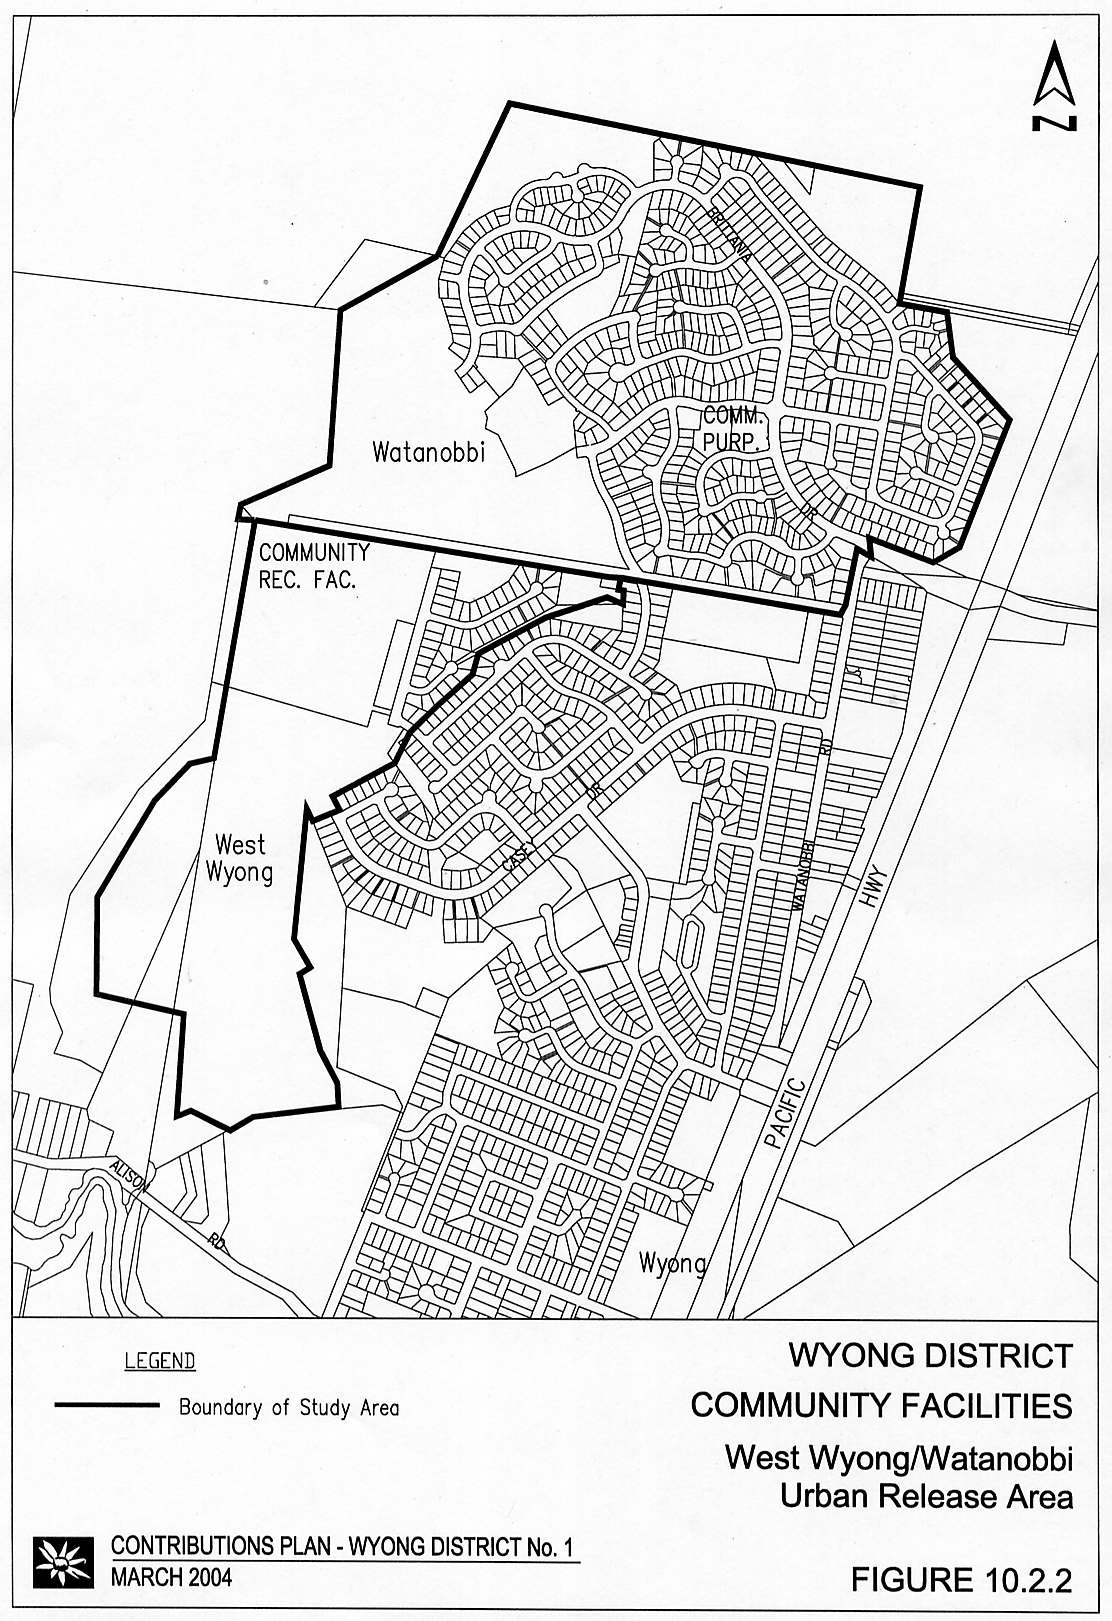 N
BRITTANIA
COMM.
PURP.
Watanobbi
DR
COMMUNITY
REC. FAC.
RD
DR
West
Wyong
CASEY
WATANOBBI
HWY
PACIFIC
ALISON
RD
Wyong
LEGEND
Boundary of Study Area
WYONG DISTRICT
COMMUNITY FACILITIES
West Wyong/Watanobbi
Urban Release Area
CONTRIBUTIONS PLAN - WYONG DISTRICT No. 1
MARCH 2004
FIGURE 10.2.2